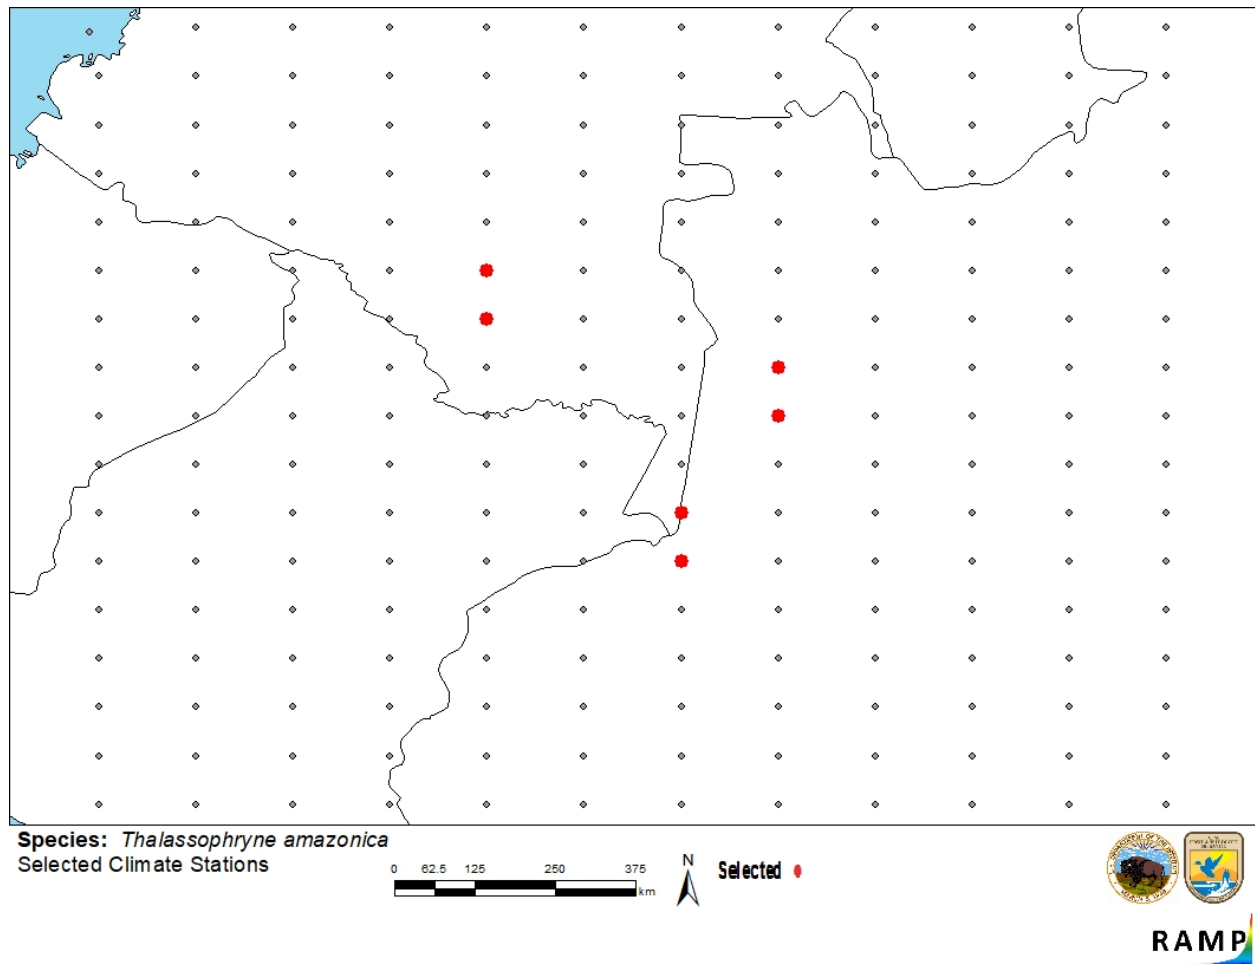 Species: Thalassophryne amazonica
Selected Climate Stations
0 62.5 125 250 375
km
N
Selected
RAMP